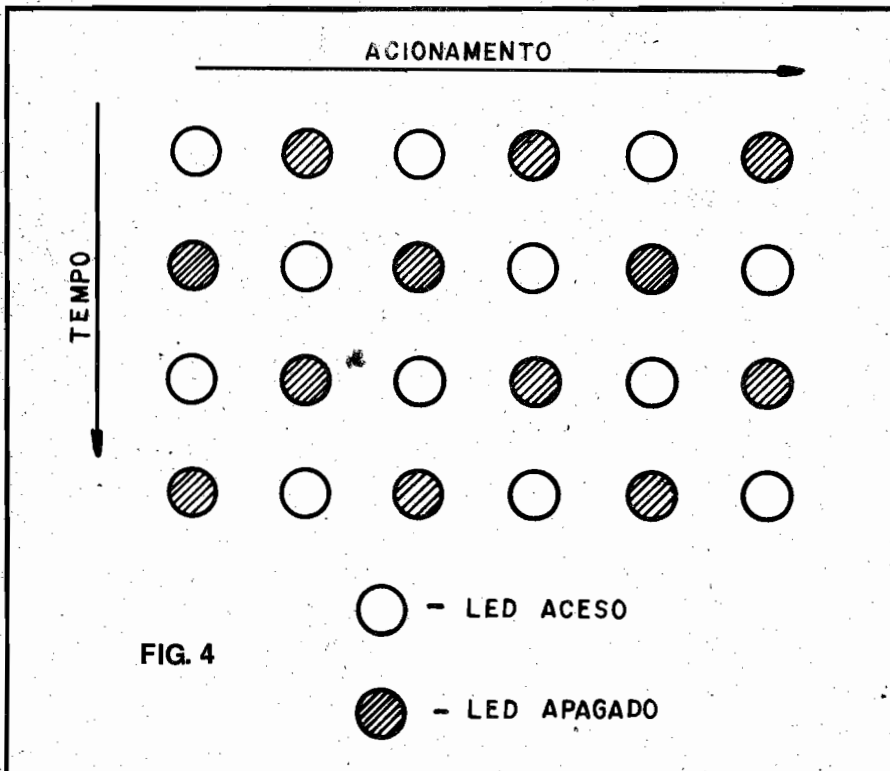 ACIONAMENTO
TEMPO
- LED ACESO
FIG. 4
- LED APAGADO